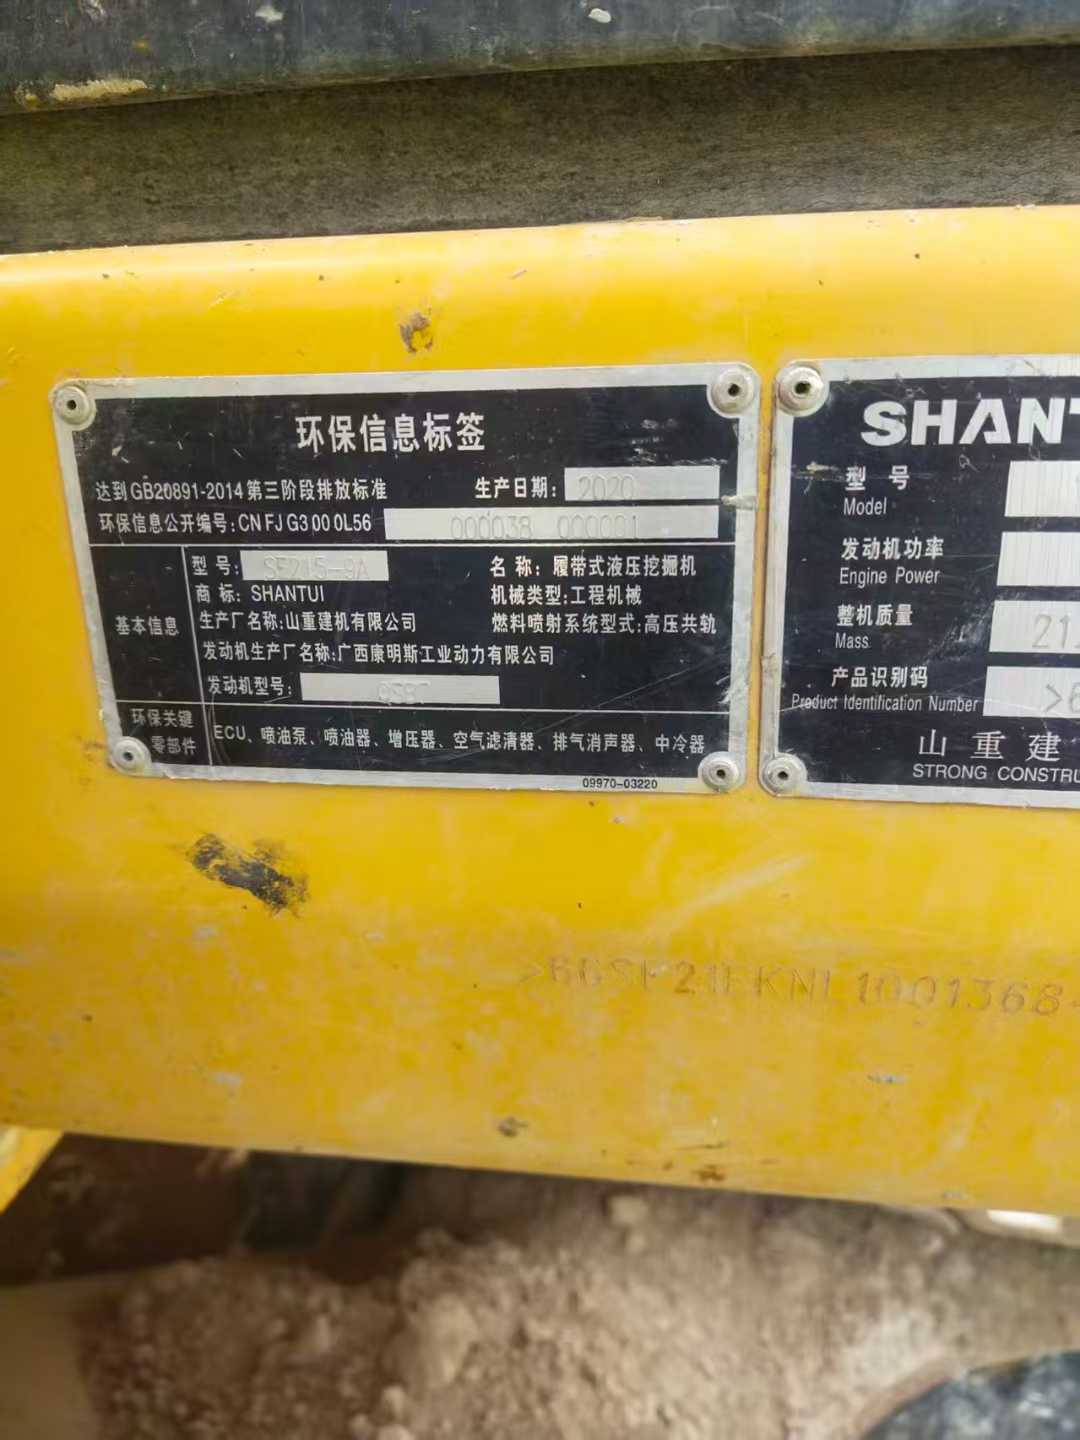 环保信息标签
达到GB20891-2014第三阶段排放标准 生产日期: 2020
环保信息公开编号:CN FJ G3 00 0L56 000038 000001
基本信息
型号: SE215-9A 名称: 履带式液压挖掘机
商标: SHANTUI 机械类型:工程机械
生产厂名称:山重建机有限公司 燃料喷射系统型式:高压共轨
发动机生产厂名称:广西康明斯工业动力有限公司
发动机型号: QSB7
环保关键零部件
ECU、喷油泵、喷油器、增压器、空气滤清器、排气消声器、中冷器
09970-03220
SHANT
型号
Model
发动机功率
Engine Power
整机质量
Mass 21.
产品识别码
Product Identification Number >6
山重建
STRONG CONSTRU